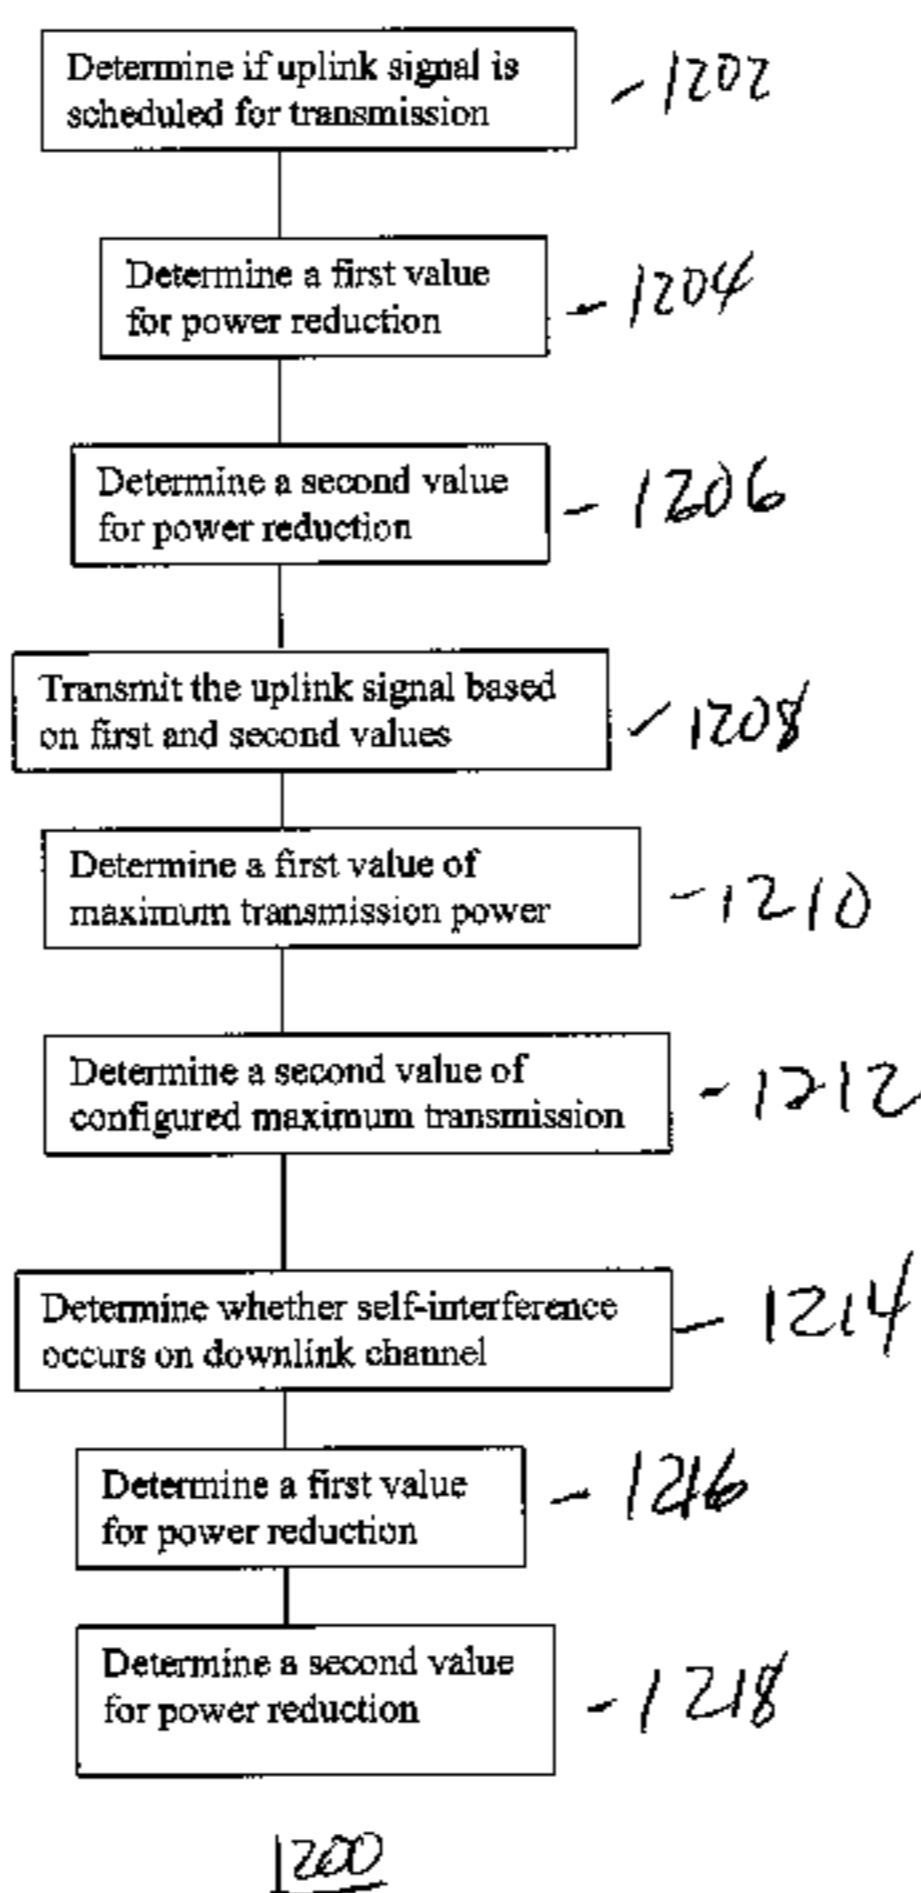 Determine if uplink signal is
scheduled for transmission
1202
Determine a first value
for power reduction
1204
Determine a second value
for power reduction
1206
Transmit the uplink signal based
on first and second values
1208
Determine a first value of
maximum transmission power
1210
Determine a second value of
configured maximum transmission
1212
Determine whether self-interference
occurs on downlink channel
1214
Determine a first value
for power reduction
1216
Determine a second value
for power reduction
1218
1200